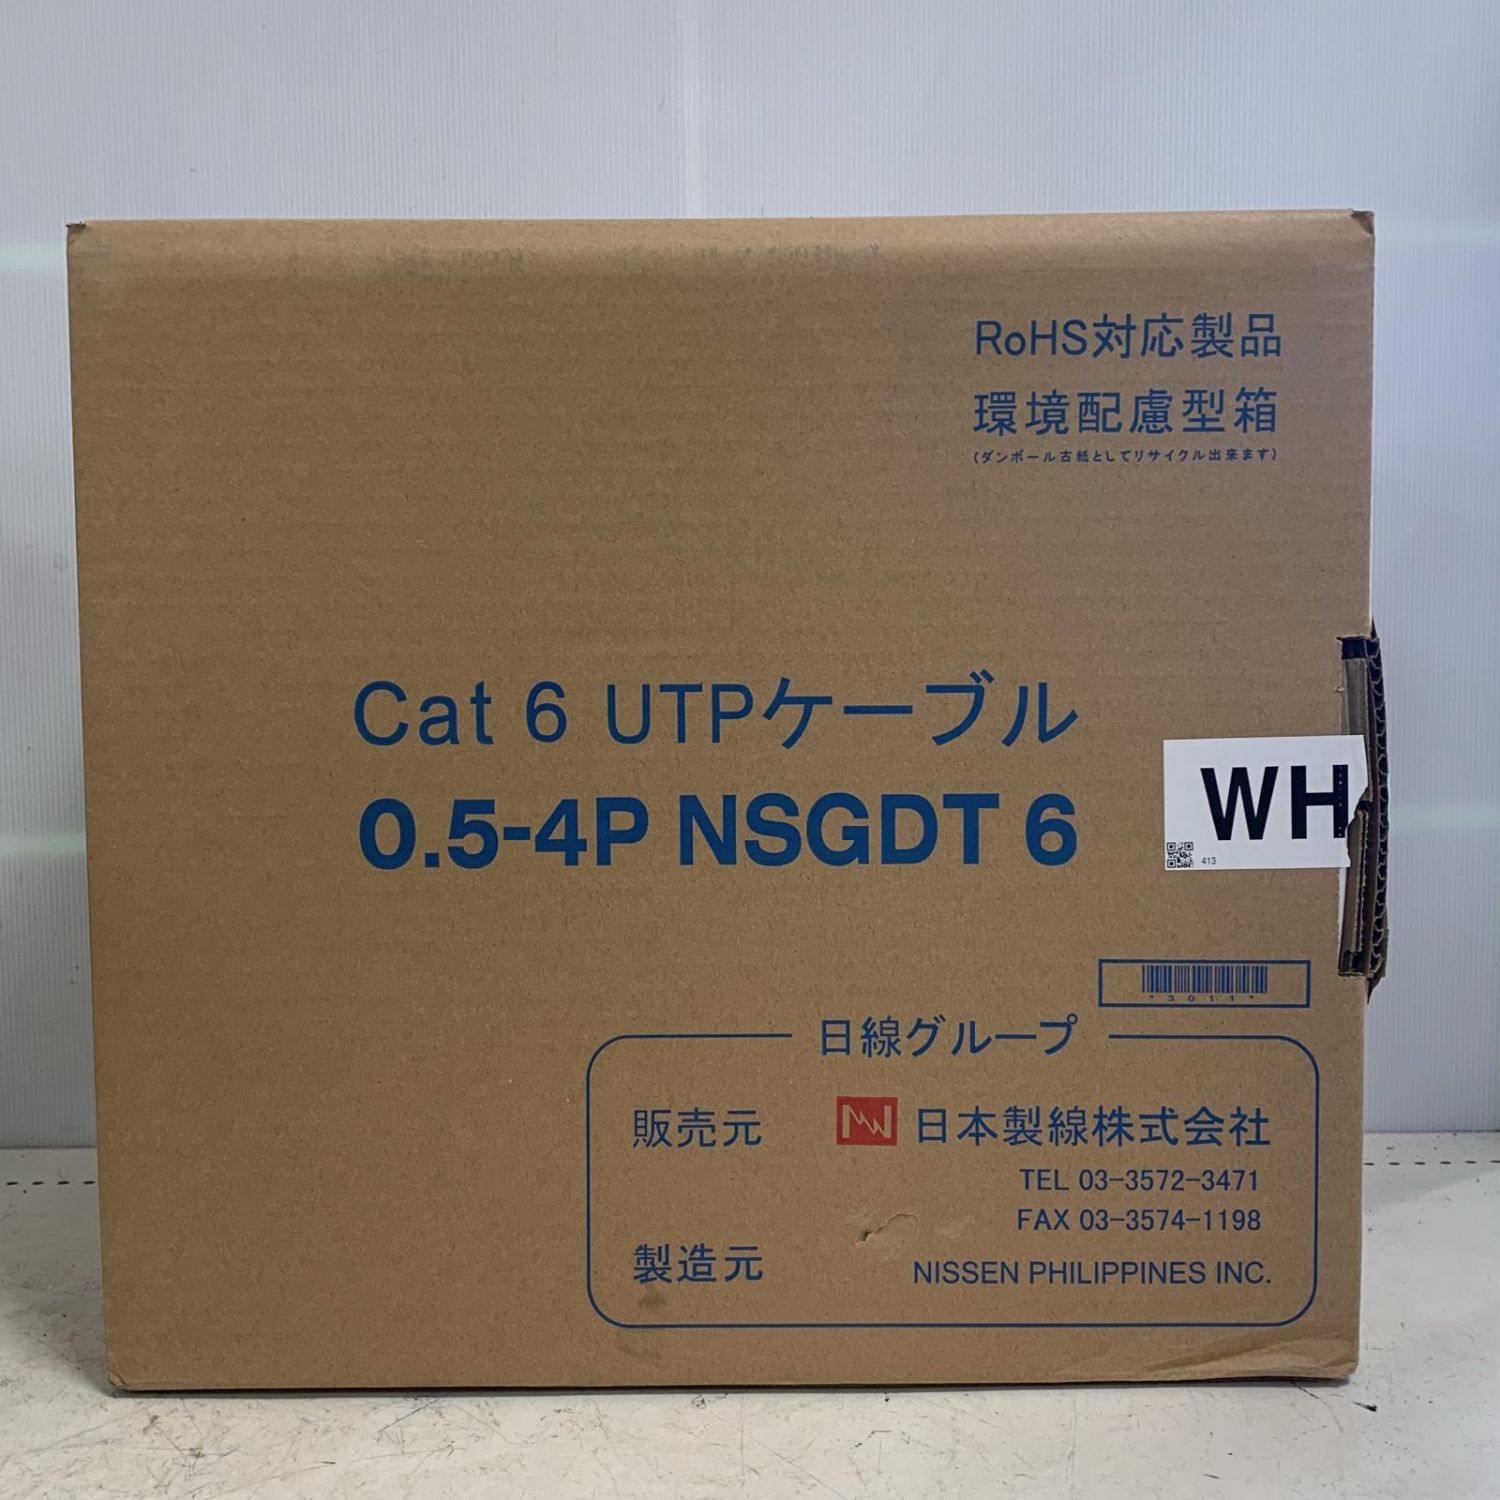 RoHS対応製品
環境配慮型箱
(ダンボール古紙としてリサイクル出来ます)
Cat 6 UTPケーブル
0.5-4P NSGDT 6
WH
413
*3011*
日線グループ
販売元 日本製線株式会社
TEL 03-3572-3471
FAX 03-3574-1198
製造元 NISSEN PHILIPPINES INC.